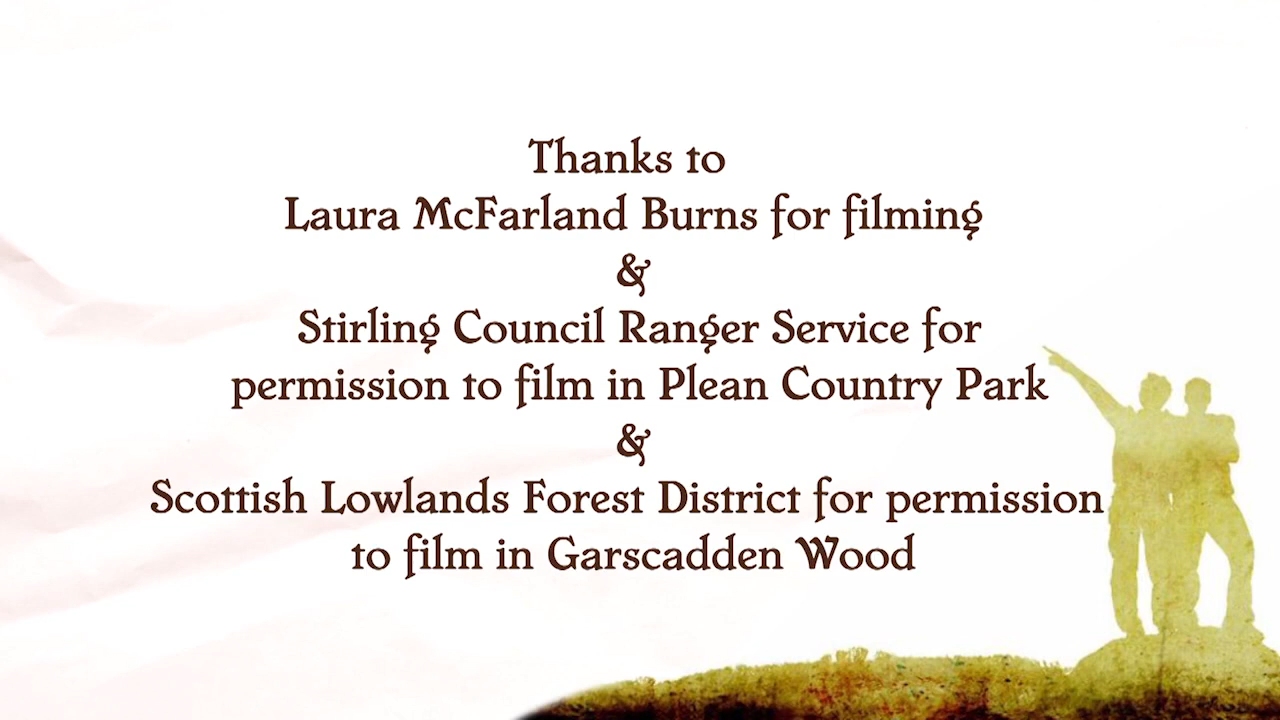 Thanks to
Laura McFarland Burns for filming
&
Stirling Council Ranger Service for
permission to film in Plean Country Park
&
Scottish Lowlands Forest District for permission
to film in Garscadden Wood